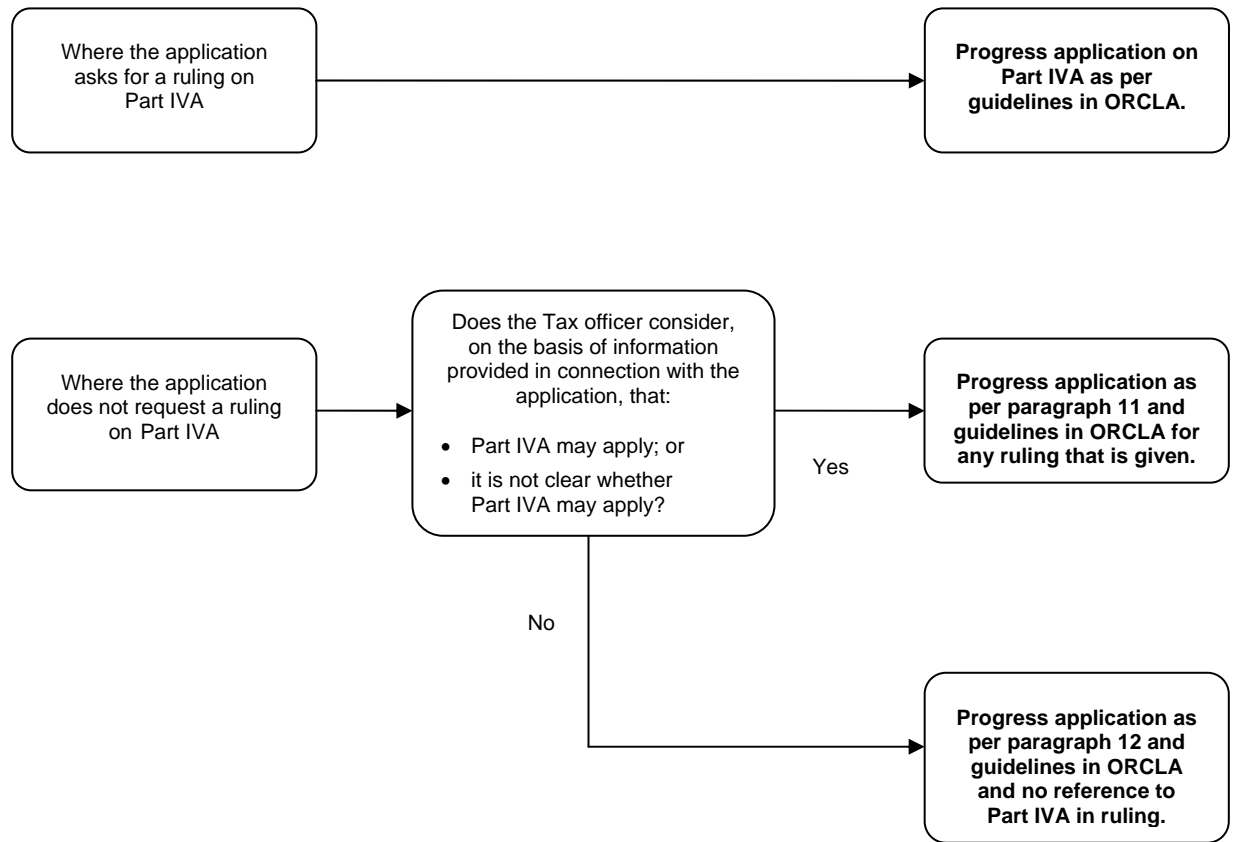 Where the application
asks for a ruling on
Part IVA
Progress application on
Part IVA as per
guidelines in ORCLA.
Where the application
does not request a ruling
on Part IVA
Does the Tax officer consider,
on the basis of information
provided in connection with the
application, that:
• Part IVA may apply; or
• it is not clear whether
Part IVA may apply?
Yes
Progress application as
per paragraph 11 and
guidelines in ORCLA for
any ruling that is given.
No
Progress application as
per paragraph 12 and
guidelines in ORCLA
and no reference to
Part IVA in ruling.